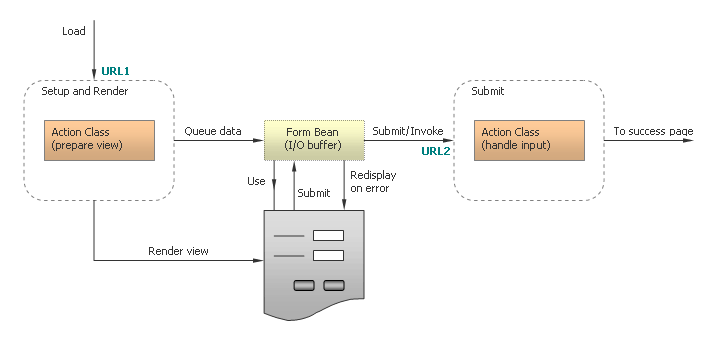 Load
URL1
Setup and Render
Action Class
(prepare view)
Queue data
Form Bean
(I/O buffer)
Submit/Invoke
URL2
Submit
Action Class
(handle input)
To success page
Use
Submit
Redisplay
on error
Render view